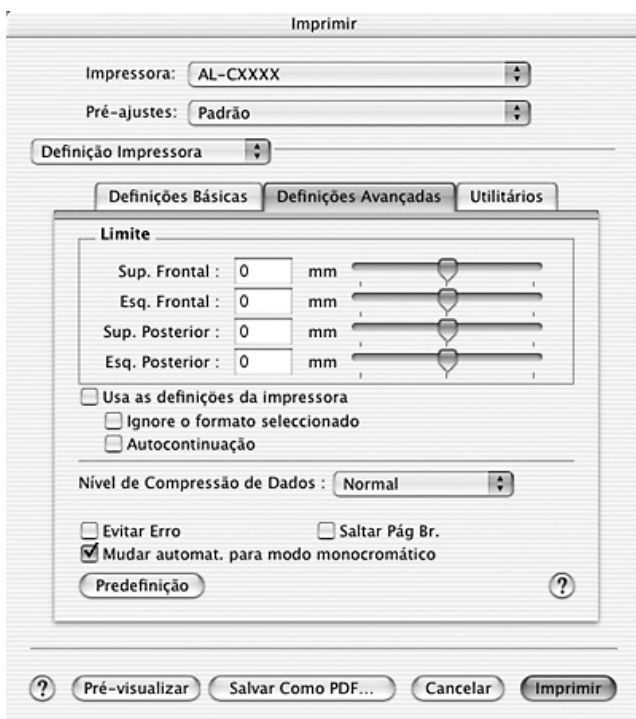 Imprimir
Impressora: AL-CXXXX
Pré-ajustes: Padrão
Definição Impressora
Definições Básicas Definições Avançadas Utilitários
Limite
Sup. Frontal : 0 mm
Esq. Frontal : 0 mm
Sup. Posterior : 0 mm
Esq. Posterior : 0 mm
Usa as definições da impressora
Ignore o formato seleccionado
Autocontinuação
Nível de Compressão de Dados : Normal
Evitar Erro Saltar Pág Br.
Mudar automat. para modo monocromático
Predefinição ?
? Pré-visualizar Salvar Como PDF... Cancelar Imprimir